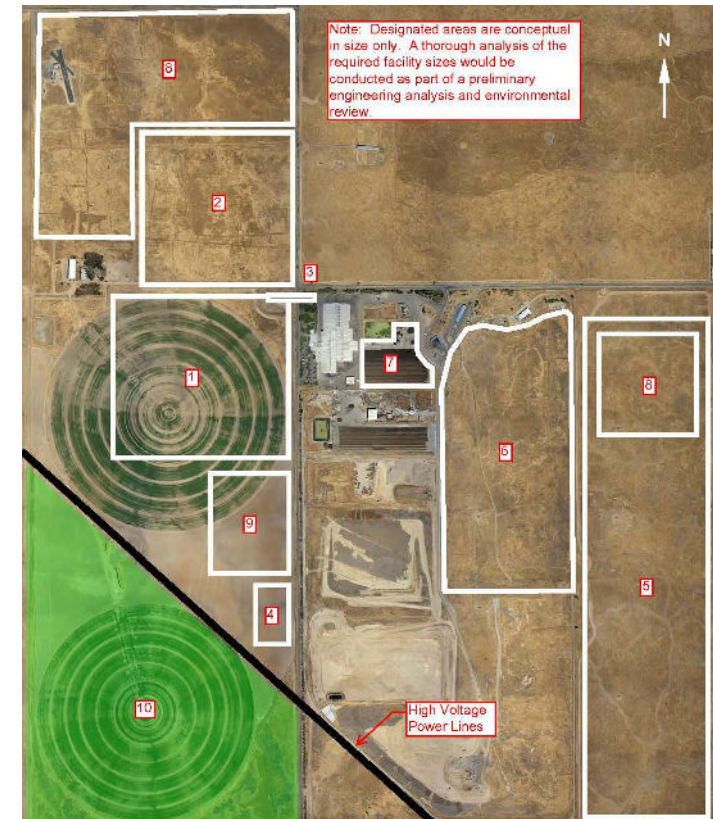 Note: Designated areas are conceptual
in size only. A thorough analysis of the
required facility sizes would be
conducted as part of a preliminary
engineering analysis and environmental
review.
N
8
2
3
7
1
8
6
9
5
4
10
High Voltage
Power Lines